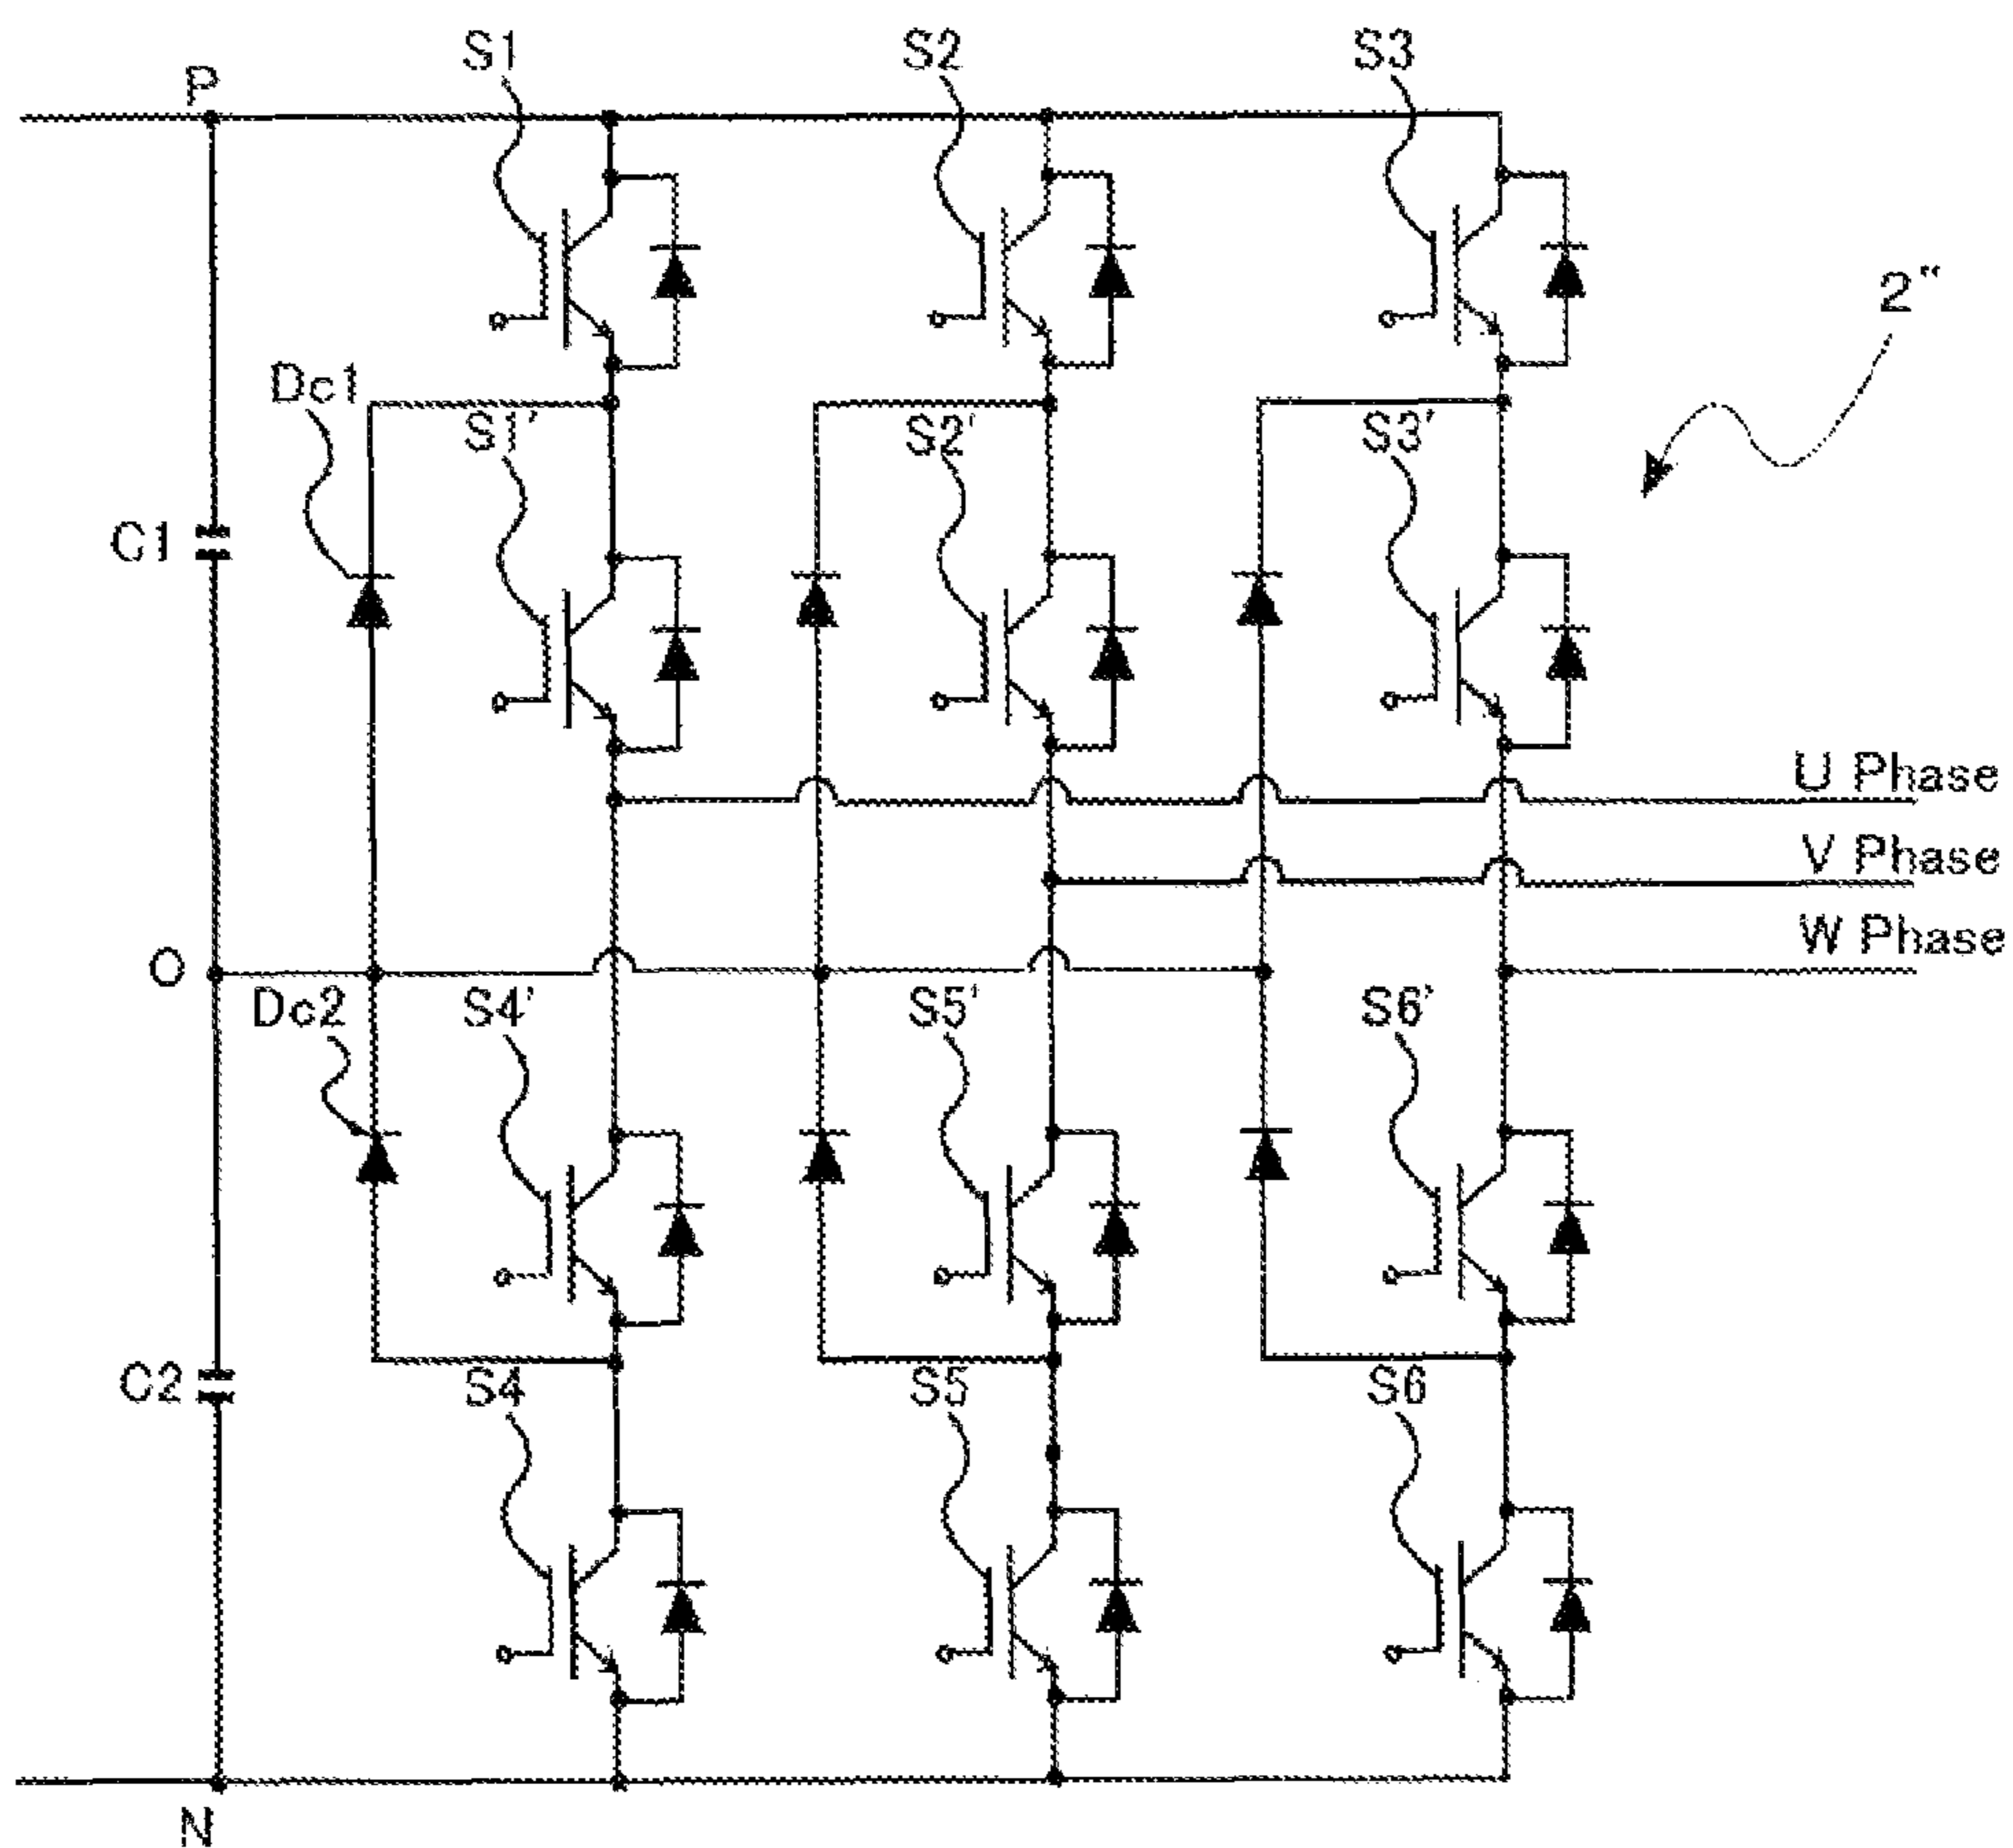 S1
S2
S3
P
2"
Dc1
S1'
S2'
S3'
C1
U Phase
V Phase
W Phase
O
Dc2
S4'
S5'
S6'
C2
S4
S5
S6
N